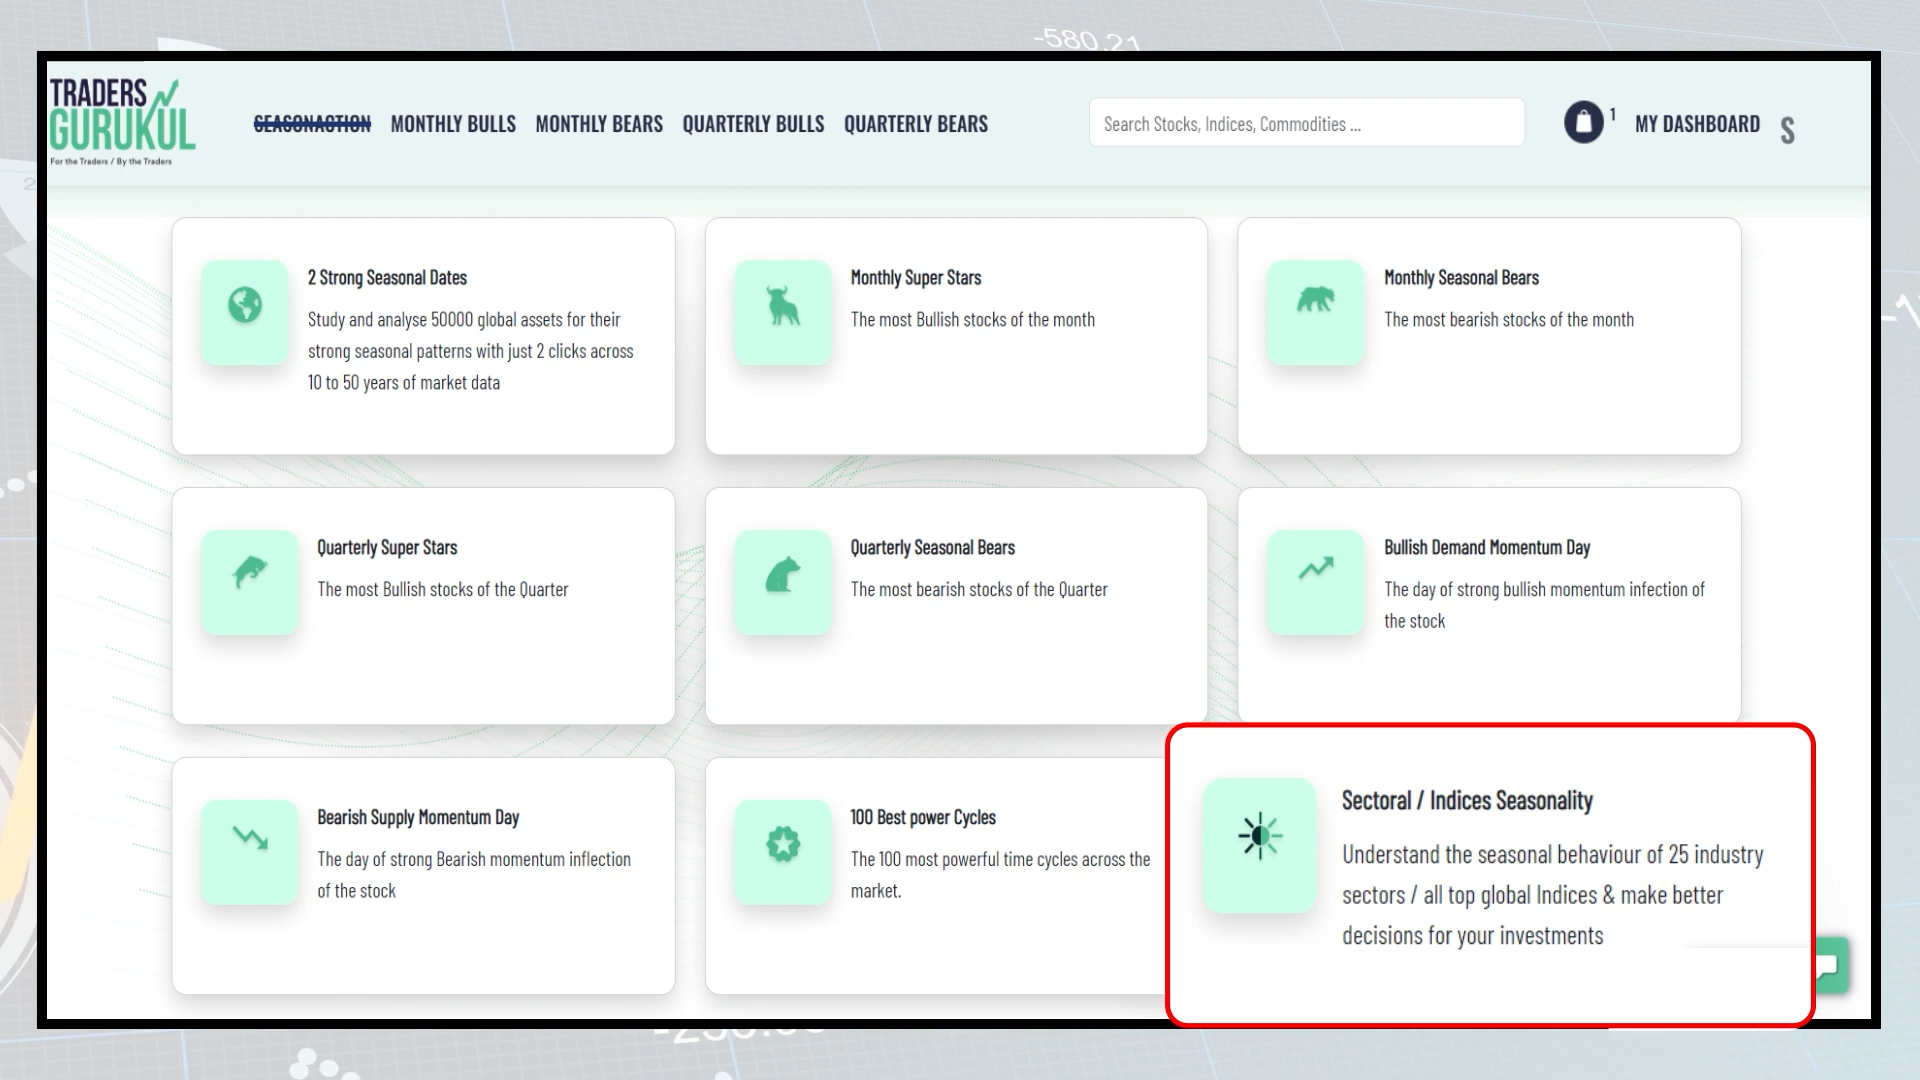 -580.21
TRADERS
GURUKUL
For the Traders / By the Traders
SEASONACTION MONTHLY BULLS MONTHLY BEARS QUARTERLY BULLS QUARTERLY BEARS
Search Stocks, Indices, Commodities ...
1
MY DASHBOARD
S
2 Strong Seasonal Dates
Study and analyse 50000 global assets for their
strong seasonal patterns with just 2 clicks across
10 to 50 years of market data
Monthly Super Stars
The most Bullish stocks of the month
Monthly Seasonal Bears
The most bearish stocks of the month
Quarterly Super Stars
The most Bullish stocks of the Quarter
Quarterly Seasonal Bears
The most bearish stocks of the Quarter
Bullish Demand Momentum Day
The day of strong bullish momentum infection of
the stock
Bearish Supply Momentum Day
The day of strong Bearish momentum inflection
of the stock
100 Best power Cycles
The 100 most powerful time cycles across the
market.
Sectoral / Indices Seasonality
Understand the seasonal behaviour of 25 industry
sectors / all top global Indices & make better
decisions for your investments